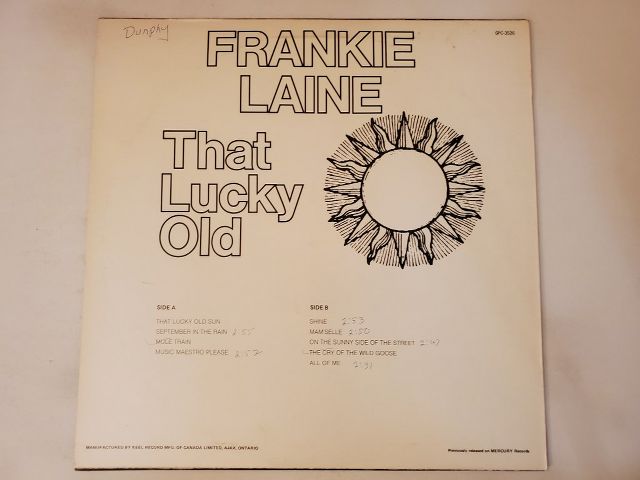 Dunphy
SPC-3526
FRANKIE
LAINE
That
Lucky
Old
SIDE A
THAT LUCKY OLD SUN
SEPTEMBER IN THE RAIN 2:55
MULE TRAIN
MUSIC MAESTRO PLEASE 2:52
SIDE B
SHINE 2:53
MAM'SELLE 2:50
ON THE SUNNY SIDE OF THE STREET
THE CRY OF THE WILD GOOSE
ALL OF ME 2:31
MANUFACTURED BY KEEL RECORD MFG. OF CANADA LIMITED, AJAX, ONTARIO
Previously released on MERCURY Records